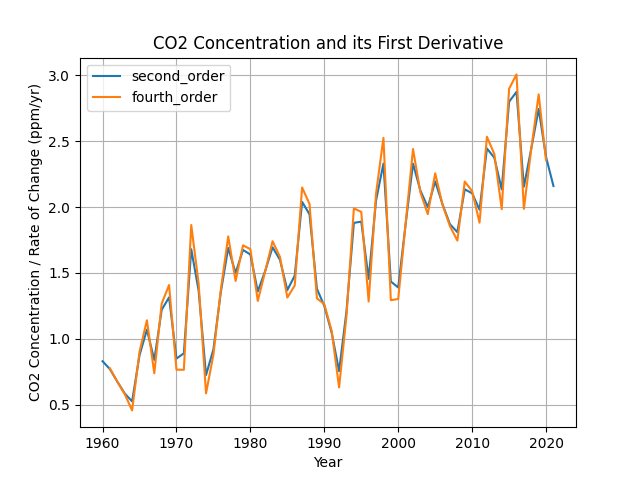 CO2 Concentration and its First Derivative
second_order
fourth_order
CO2 Concentration / Rate of Change (ppm/yr)
3.0
2.5
2.0
1.5
1.0
0.5
1960 1970 1980 1990 2000 2010 2020
Year